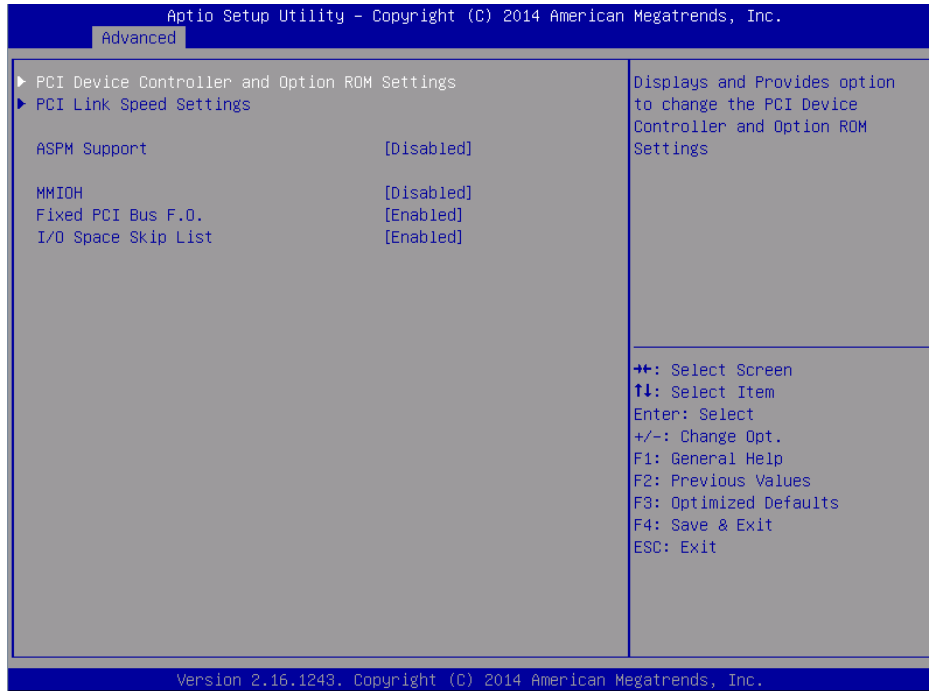 Aptio Setup Utility – Copyright (C) 2014 American Megatrends, Inc.
Advanced
▶ PCI Device Controller and Option ROM Settings
▶ PCI Link Speed Settings
ASPM Support [Disabled]
MMIOH [Disabled]
Fixed PCI Bus F.O. [Enabled]
I/O Space Skip List [Enabled]
Displays and Provides option
to change the PCI Device
Controller and Option ROM
Settings
→←: Select Screen
↑↓: Select Item
Enter: Select
+/-: Change Opt.
F1: General Help
F2: Previous Values
F3: Optimized Defaults
F4: Save & Exit
ESC: Exit
Version 2.16.1243. Copyright (C) 2014 American Megatrends, Inc.